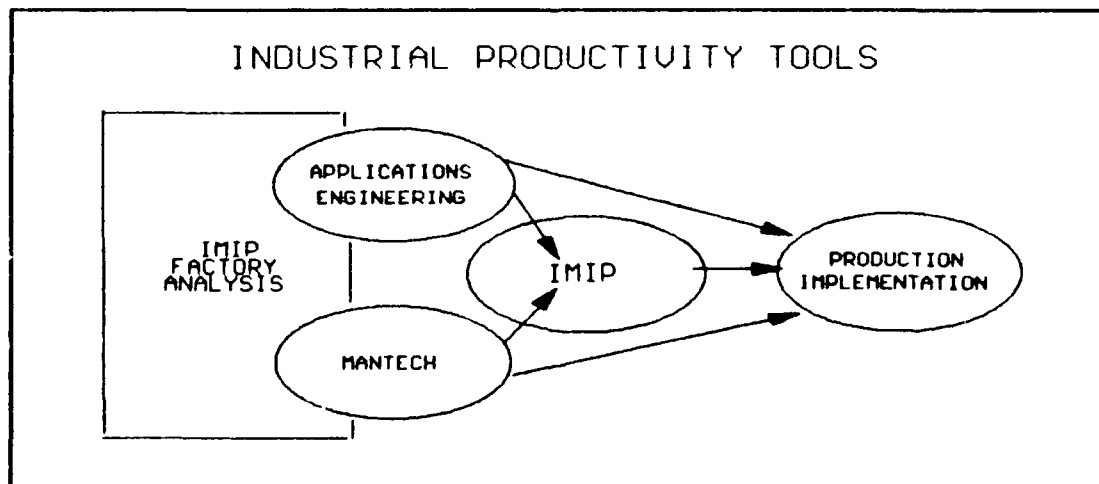 INDUSTRIAL PRODUCTIVITY TOOLS
APPLICATIONS
ENGINEERING
IMIP
FACTORY
ANALYSIS
IMIP
PRODUCTION
IMPLEMENTATION
MANTECH